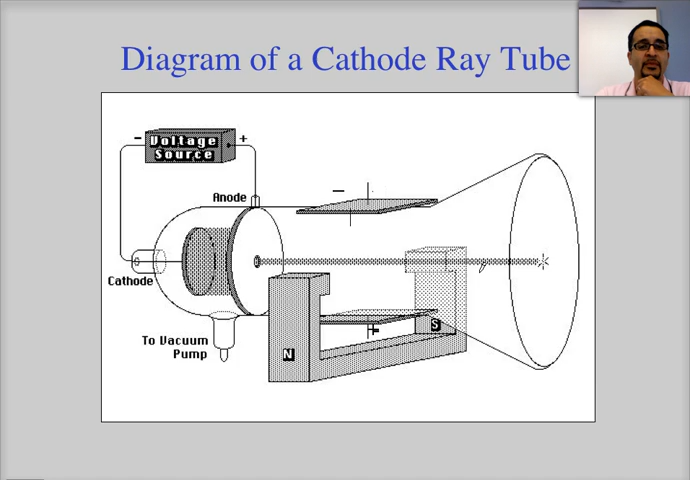 Diagram of a Cathode Ray Tube
- Voltage +
Source
Anode
-
Cathode
+
S
To Vacuum
Pump
N